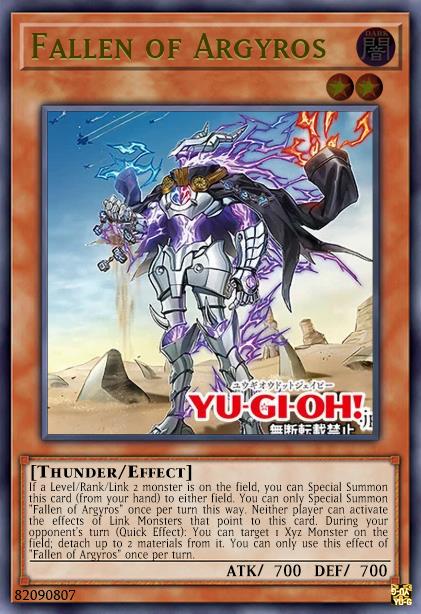 FALLEN OF ARGYROS
DARK
闇
ユウギオウドットジェイピー
YU-GI-OH!
無断転載禁止
[THUNDER/EFFECT]
If a Level/Rank/Link 2 monster is on the field, you can Special Summon
this card (from your hand) to either field. You can only Special Summon
"Fallen of Argyros" once per turn this way. Neither player can activate
the effects of Link Monsters that point to this card. During your
opponent's turn (Quick Effect): You can target 1 Xyz Monster on the
field; detach up to 2 materials from it. You can only use this effect of
"Fallen of Argyros" once per turn.
ATK/ 700 DEF/ 700
82090807